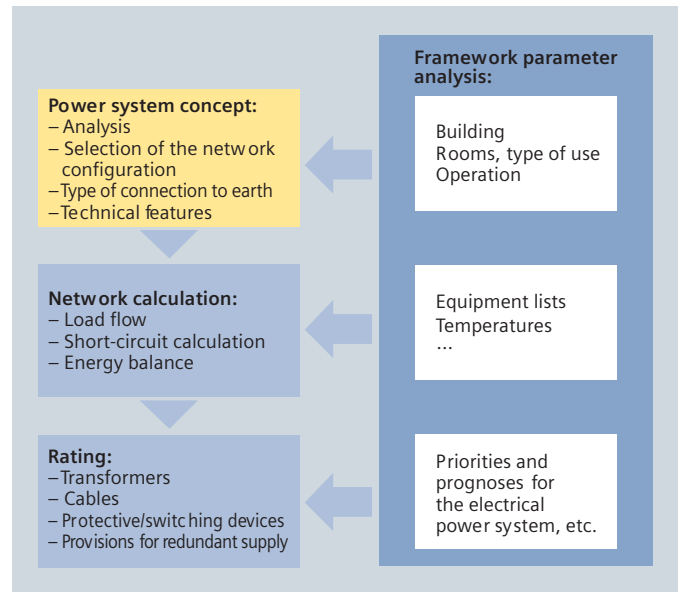 Power system concept:
– Analysis
– Selection of the network
configuration
– Type of connection to earth
– Technical features
Network calculation:
– Load flow
– Short-circuit calculation
– Energy balance
Rating:
– Transformers
– Cables
– Protective/switching devices
– Provisions for redundant supply
Framework parameter
analysis:
Building
Rooms, type of use
Operation
Equipment lists
Temperatures
...
Priorities and
prognoses for
the electrical
power system, etc.